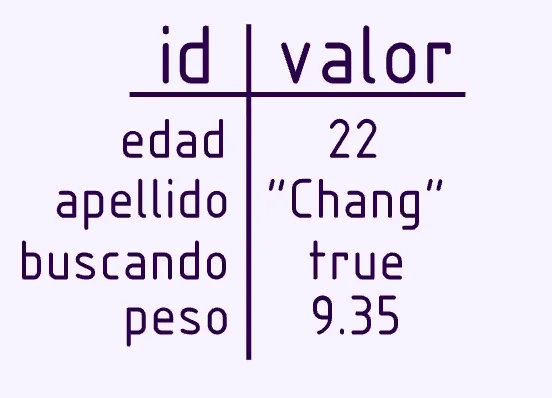 id valor
edad 22
apellido "Chang"
buscando true
peso 9.35